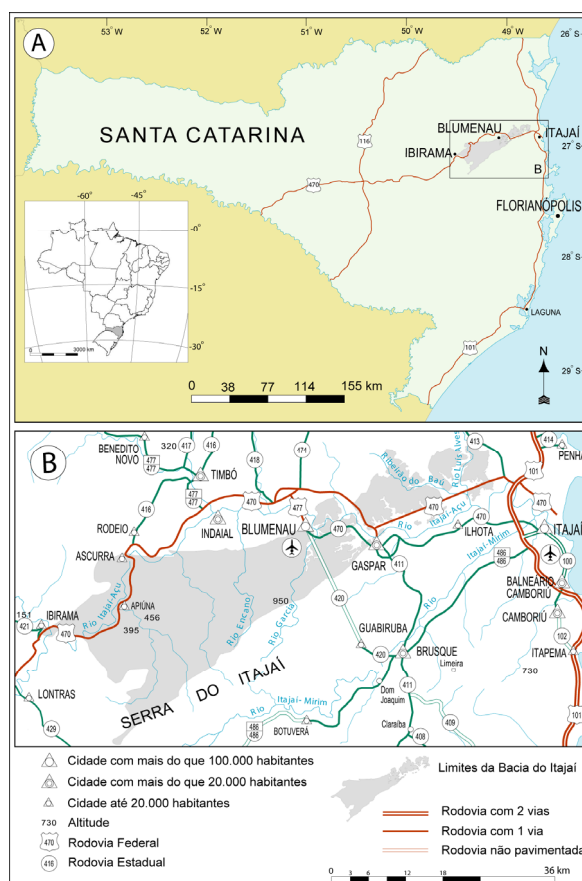 A
53° W
52° W
51° W
50° W
49° W
26° S
SANTA CATARINA
116
BLUMENAU
ITAJAÍ
27° S
IBIRAMA
B
470
FLORIANÓPOLIS
-60°
-45°
-0°
-15°
-30°
0
3000 km
28° S
LAGUNA
101
N
29° S
0 38 77 114 155 km
B
BENEDITO NOVO
477
477
320
416
417
418
474
413
414
PENHA
Rio Luis Alves
Ribeirão do Baú
101
TIMBÓ
477
477
416
470
477
470
470
RODEIO
INDAIAL
BLUMENAU
470
Rio Itajaí-Açu
ILHOTA
ITAJAÍ
ASCURRA
GASPAR
411
Rio Itajaí-Mirim
486
486
100
BALNEÁRIO CAMBORIÚ
Rio Itajaí-Açu
APIÚNA
456
395
Rio Encano
950
Rio Garcia
420
GUABIRUBA
CAMBORIÚ
102
151
421
IBIRAMA
470
420
BRUSQUE
Limeira
ITAPEMA
730
LONTRAS
429
SERRA DO ITAJAÍ
Rio Itajaí-Mirim
486
486
BOTUVERÁ
Dom Joaquim
411
409
Claraíba
408
101
Cidade com mais do que 100.000 habitantes
Cidade com mais do que 20.000 habitantes
Cidade até 20.000 habitantes
730 Altitude
470 Rodovia Federal
416 Rodovia Estadual
Limites da Bacia do Itajaí
Rodovia com 2 vias
Rodovia com 1 via
Rodovia não pavimentada
0 3 6 12 18 36 km